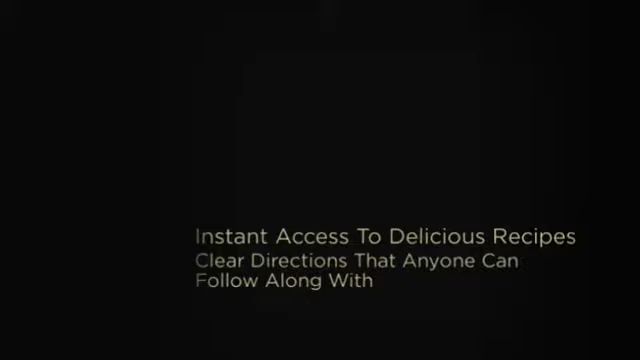 Instant Access To Delicious Recipes
Clear Directions That Anyone Can
Follow Along With